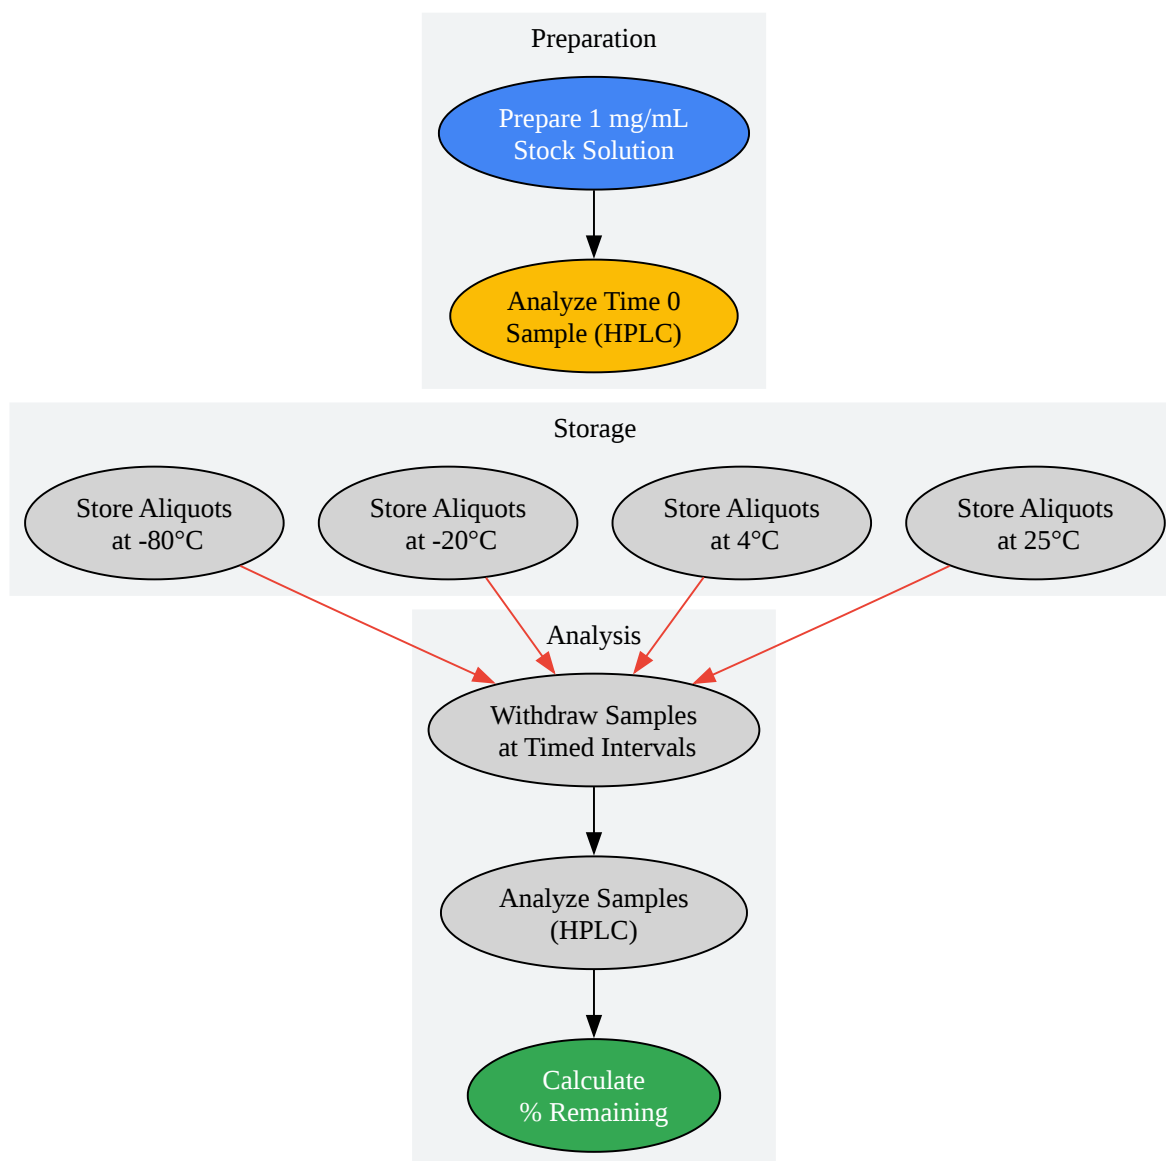 Preparation
Prepare 1 mg/mL
Stock Solution
Analyze Time 0
Sample (HPLC)
Storage
Store Aliquots
at -80°C
Store Aliquots
at -20°C
Store Aliquots
at 4°C
Store Aliquots
at 25°C
Analysis
Withdraw Samples
at Timed Intervals
Analyze Samples
(HPLC)
Calculate
% Remaining